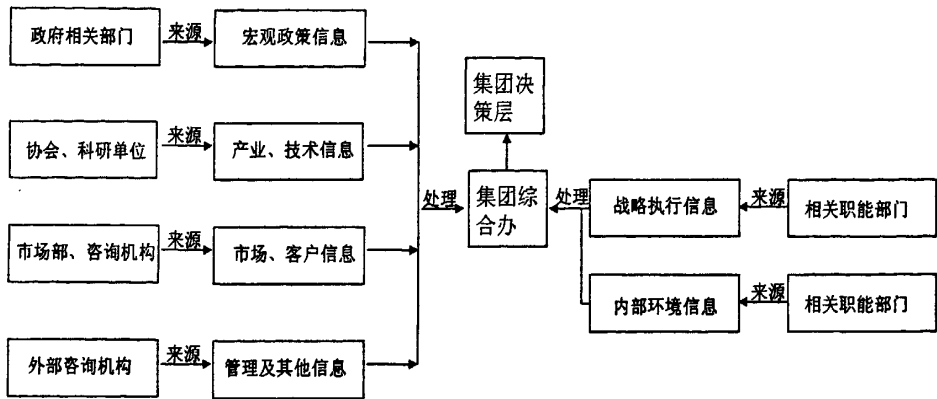 政府相关部门
来源
宏观政策信息
协会、科研单位
来源
产业、技术信息
市场部、咨询机构
来源
市场、客户信息
外部咨询机构
来源
管理及其他信息
处理
集团决
策层
集团综
合办
处理
战略执行信息
来源
相关职能部门
内部环境信息
来源
相关职能部门